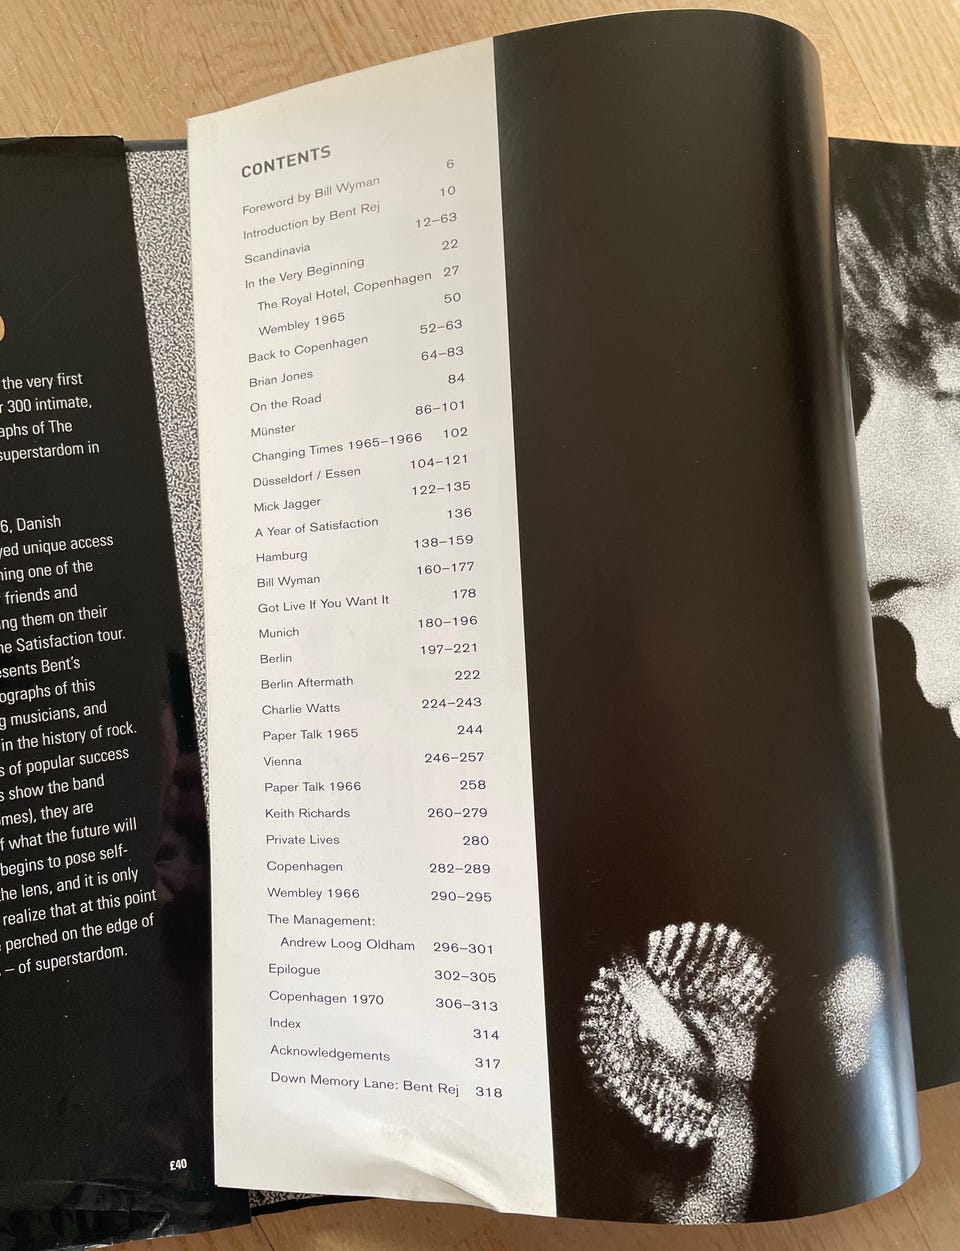 the very first
r 300 intimate,
aphs of The
superstardom in
6, Danish
yed unique access
ning one of the
friends and
ng them on their
ne Satisfaction tour.
esents Bent's
ographs of this
g musicians, and
in the history of rock.
s of popular success
s show the band
omes), they are
f what the future will
begins to pose self-
the lens, and it is only
realize that at this point
e perched on the edge of
– of superstardom.
£40
CONTENTS
Foreword by Bill Wyman 6
Introduction by Bent Rej 10
Scandinavia 12–63
In the Very Beginning 22
The Royal Hotel, Copenhagen 27
Wembley 1965 50
Back to Copenhagen 52–63
Brian Jones 64–83
On the Road 84
Münster 86–101
Changing Times 1965–1966 102
Düsseldorf / Essen 104–121
Mick Jagger 122–135
A Year of Satisfaction 136
Hamburg 138–159
Bill Wyman 160–177
Got Live If You Want It 178
Munich 180–196
Berlin 197–221
Berlin Aftermath 222
Charlie Watts 224–243
Paper Talk 1965 244
Vienna 246–257
Paper Talk 1966 258
Keith Richards 260–279
Private Lives 280
Copenhagen 282–289
Wembley 1966 290–295
The Management:
Andrew Loog Oldham 296–301
Epilogue 302–305
Copenhagen 1970 306–313
Index 314
Acknowledgements 317
Down Memory Lane: Bent Rej 318